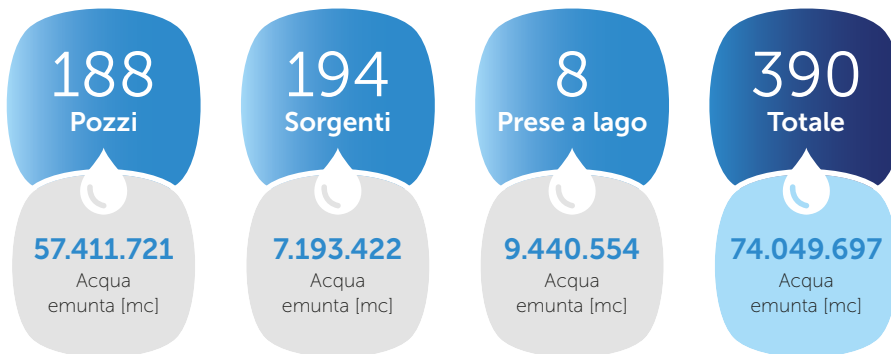 188
Pozzi
57.411.721
Acqua
emunta [mc]
194
Sorgenti
7.193.422
Acqua
emunta [mc]
8
Prese a lago
9.440.554
Acqua
emunta [mc]
390
Totale
74.049.697
Acqua
emunta [mc]